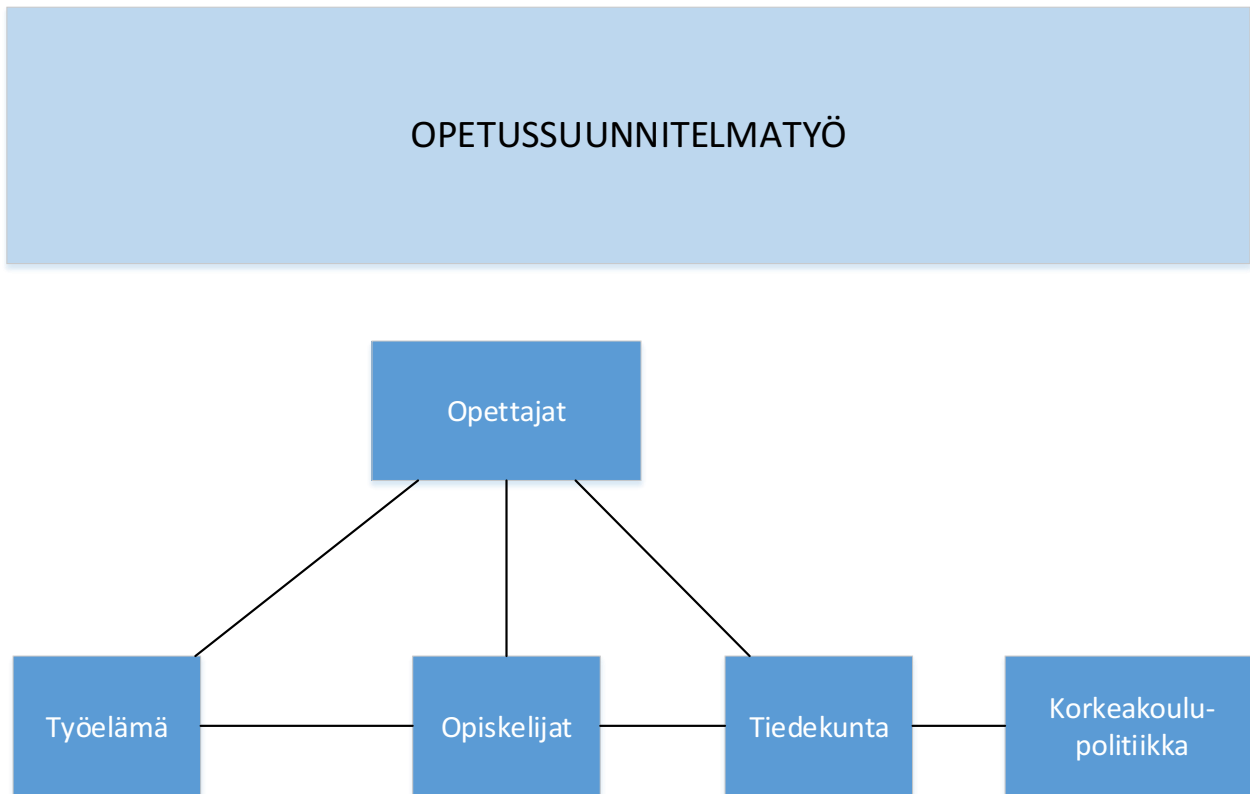 OPETUSSUUNNITELMATYÖ
Opettajat
Työelämä
Opiskelijat
Tiedekunta
Korkeakoulu-
politiikka